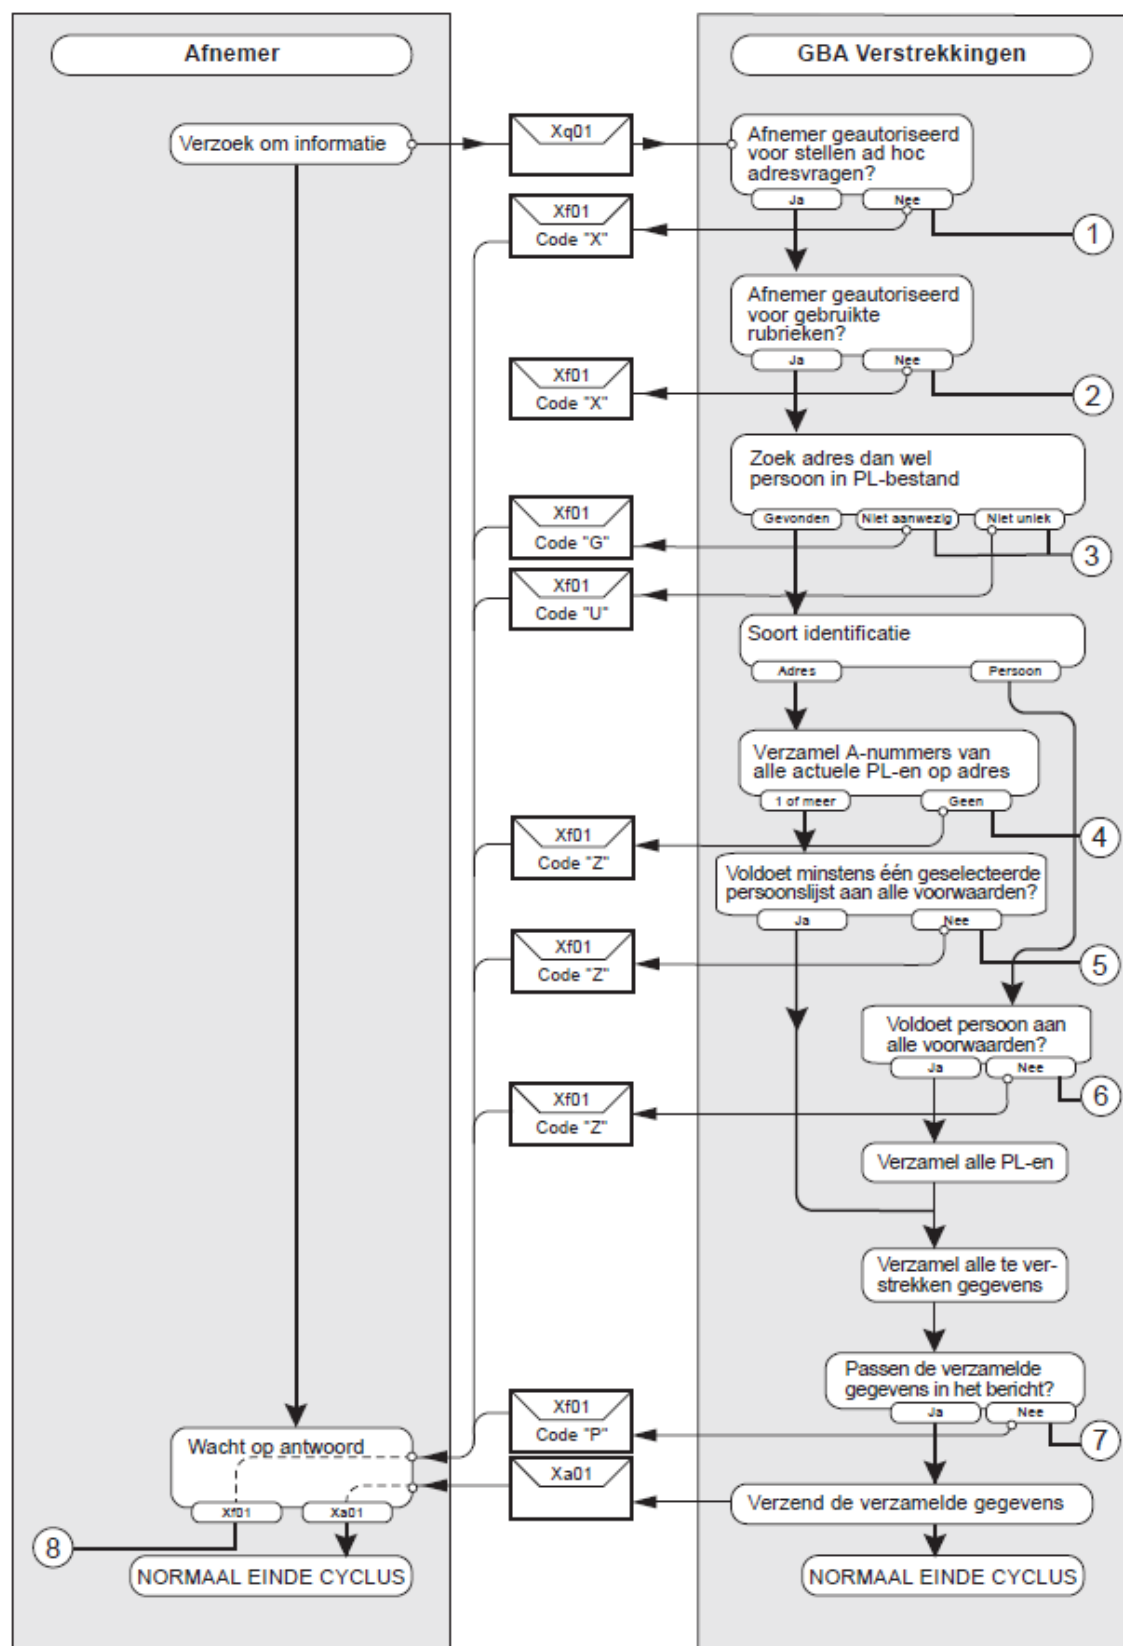 Afnemer
GBA Verstrekkingen
Verzoek om informatie
Xq01
Afnemer geautoriseerd
voor stellen ad hoc
adresvragen?
Ja
Nee
Xf01
Code "X"
1
Afnemer geautoriseerd
voor gebruikte
rubrieken?
Ja
Nee
Xf01
Code "X"
2
Zoek adres dan wel
persoon in PL-bestand
Gevonden
Niet aanwezig
Niet uniek
Xf01
Code "G"
3
Xf01
Code "U"
Soort identificatie
Adres
Persoon
Verzamel A-nummers van
alle actuele PL-en op adres
1 of meer
Geen
Xf01
Code "Z"
4
Voldoet minstens één geselecteerde
persoonslijst aan alle voorwaarden?
Ja
Nee
Xf01
Code "Z"
5
Voldoet persoon aan
alle voorwaarden?
Ja
Nee
Xf01
Code "Z"
6
Verzamel alle PL-en
Verzamel alle te ver-
strekken gegevens
Passen de verzamelde
gegevens in het bericht?
Ja
Nee
Xf01
Code "P"
7
Wacht op antwoord
Xa01
Verzend de verzamelde gegevens
Xf01
Xa01
8
NORMAAL EINDE CYCLUS
NORMAAL EINDE CYCLUS